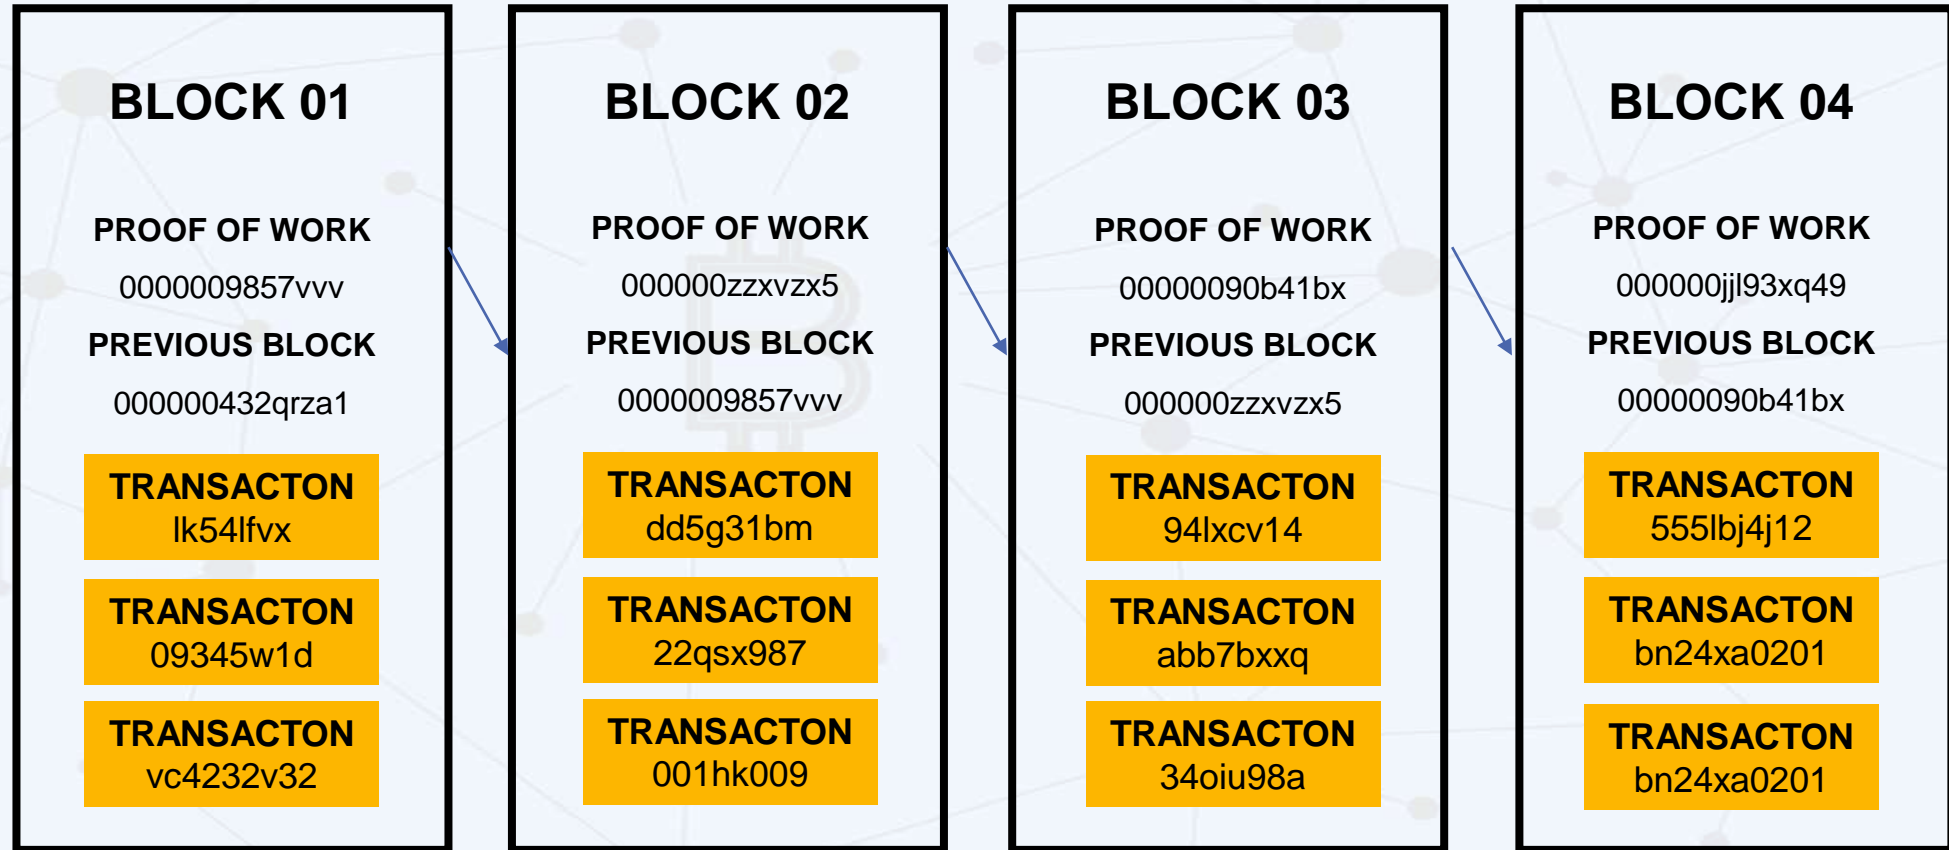 BLOCK 01
PROOF OF WORK
0000009857vvv
PREVIOUS BLOCK
000000432qrza1
TRANSACTON
lk54lfvx
TRANSACTON
09345w1d
TRANSACTON
vc4232v32
BLOCK 02
PROOF OF WORK
000000zzxvzx5
PREVIOUS BLOCK
0000009857vvv
TRANSACTON
dd5g31bm
TRANSACTON
22qsx987
TRANSACTON
001hk009
BLOCK 03
PROOF OF WORK
00000090b41bx
PREVIOUS BLOCK
000000zzxvzx5
TRANSACTON
94lxcv14
TRANSACTON
abb7bxxq
TRANSACTON
34oiu98a
BLOCK 04
PROOF OF WORK
000000jjl93xq49
PREVIOUS BLOCK
00000090b41bx
TRANSACTON
555lbj4j12
TRANSACTON
bn24xa0201
TRANSACTON
bn24xa0201